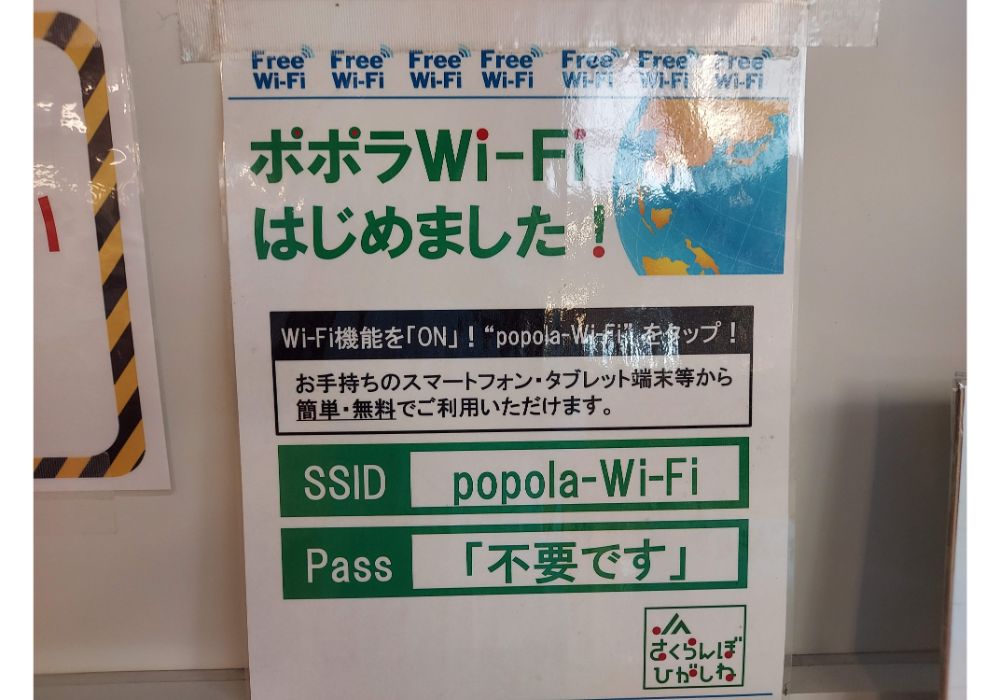 Free Wi-Fi Free Wi-Fi Free Wi-Fi Free Wi-Fi Free Wi-Fi Free Wi-Fi Free Wi-Fi
ポポラWi-Fi
はじめました！
Wi-Fi機能を「ON」！“popola-Wi-Fi”をタップ！
お手持ちのスマートフォン・タブレット端末等から
簡単・無料でご利用いただけます。
SSID popola-Wi-Fi
Pass 「不要です」
JA
さくらんぼ
ひがしね